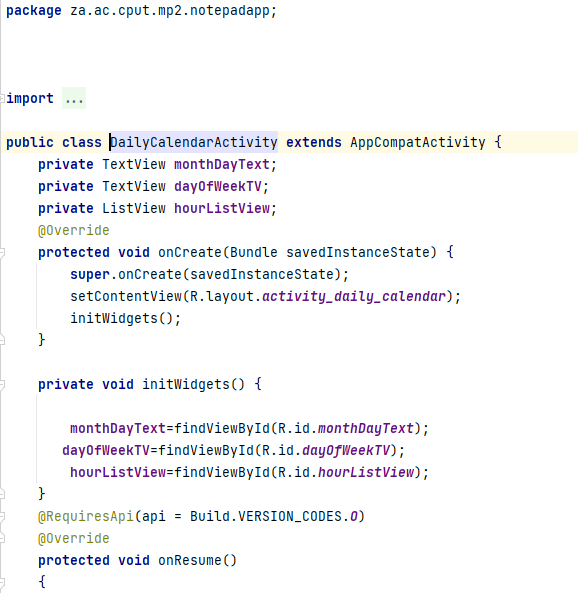 package za.ac.cput.mp2.notepadapp;
import ...
public class DailyCalendarActivity extends AppCompatActivity {
private TextView monthDayText;
private TextView dayOfWeekTV;
private ListView hourListView;
@Override
protected void onCreate(Bundle savedInstanceState) {
super.onCreate(savedInstanceState);
setContentView(R.layout.activity_daily_calendar);
initWidgets();
}
private void initWidgets() {
monthDayText=findViewById(R.id.monthDayText);
dayOfWeekTV=findViewById(R.id.dayOfWeekTV);
hourListView=findViewById(R.id.hourListView);
}
@RequiresApi(api = Build.VERSION_CODES.O)
@Override
protected void onResume()
{